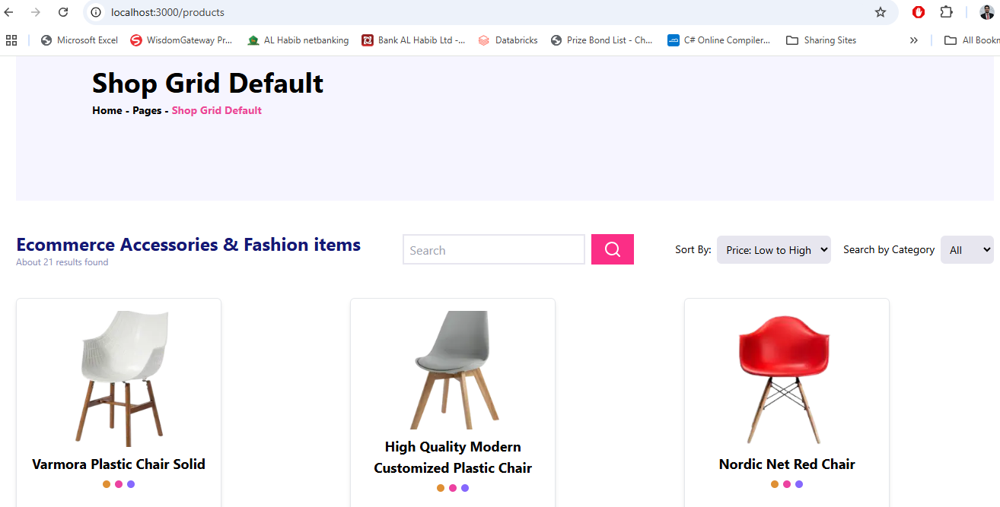 localhost:3000/products
Microsoft Excel WisdomGateway Pr... AL Habib netbanking Bank AL Habib Ltd -... Databricks Prize Bond List - Ch... C# Online Compiler... Sharing Sites » All Bookm
Shop Grid Default
Home - Pages - Shop Grid Default
Ecommerce Accessories & Fashion items
About 21 results found
Search
Sort By: Price: Low to High Search by Category All
Varmora Plastic Chair Solid
High Quality Modern
Customized Plastic Chair
Nordic Net Red Chair